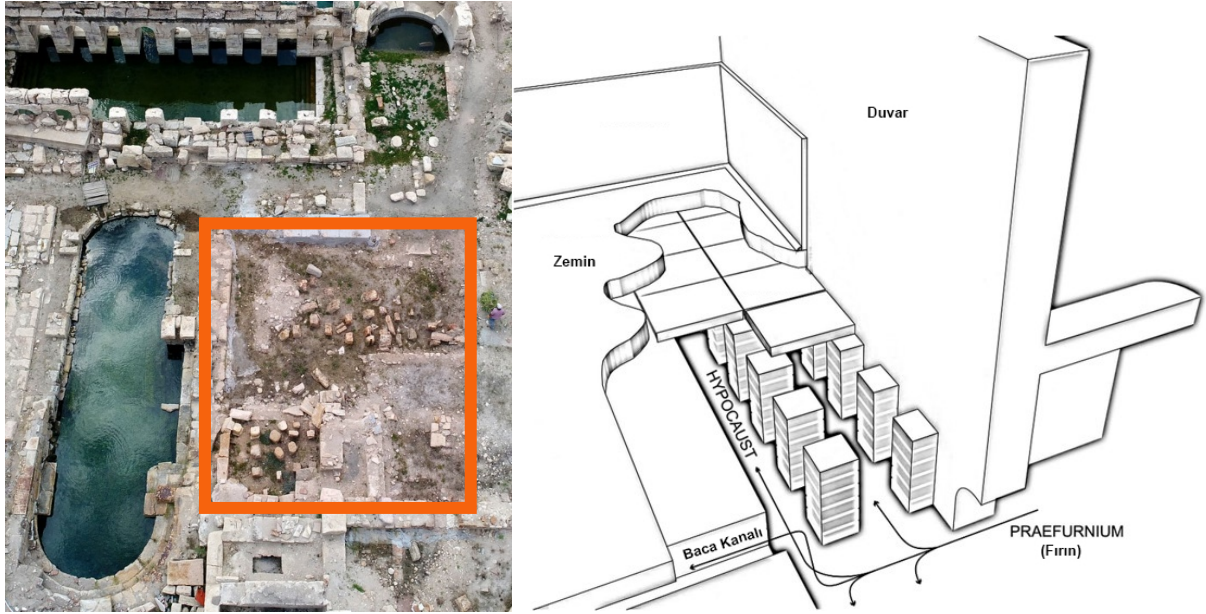 Duvar
Zemin
HYPOCAUST
Baca Kanalı
PRAEFURNIUM
(Fırın)